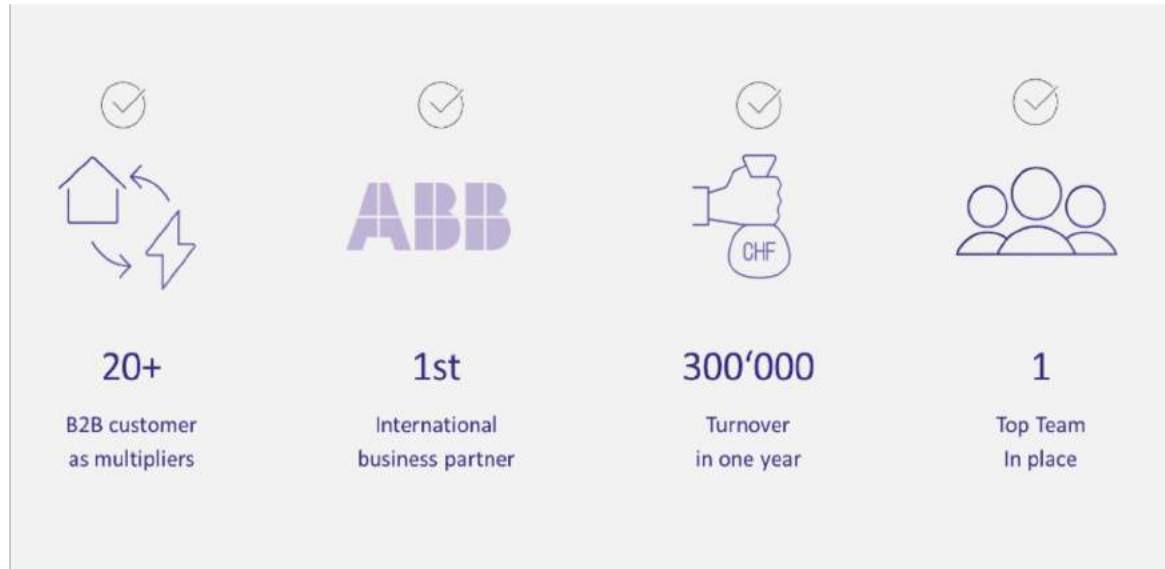 ABB
CHF
20+
B2B customer
as multipliers
1st
International
business partner
300‘000
Turnover
in one year
1
Top Team
In place